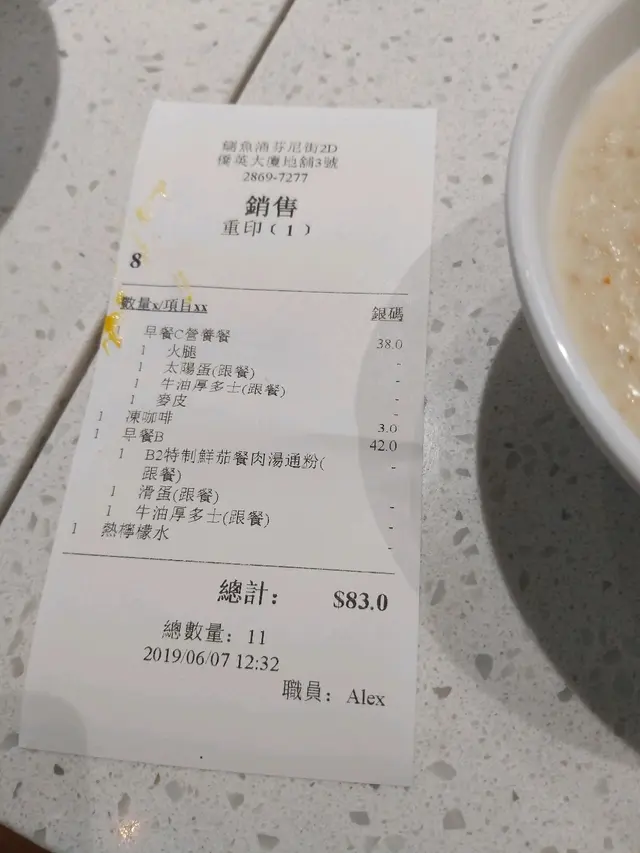 鰂魚涌芬尼街2D
僑英大廈地舖3號
2869-7277
銷售
重印 ( 1 )
8
數量x/項目xx 銀碼
1 早餐C營養餐 38.0
1 火腿 -
1 太陽蛋(跟餐) -
1 牛油厚多士(跟餐) -
1 麥皮 -
1 凍咖啡 3.0
1 早餐B 42.0
1 B2特制鮮茄餐肉湯通粉( -
跟餐)
1 滑蛋(跟餐) -
1 牛油厚多士(跟餐) -
1 熱檸檬水 -
總計： $83.0
總數量： 11
2019/06/07 12:32
職員： Alex